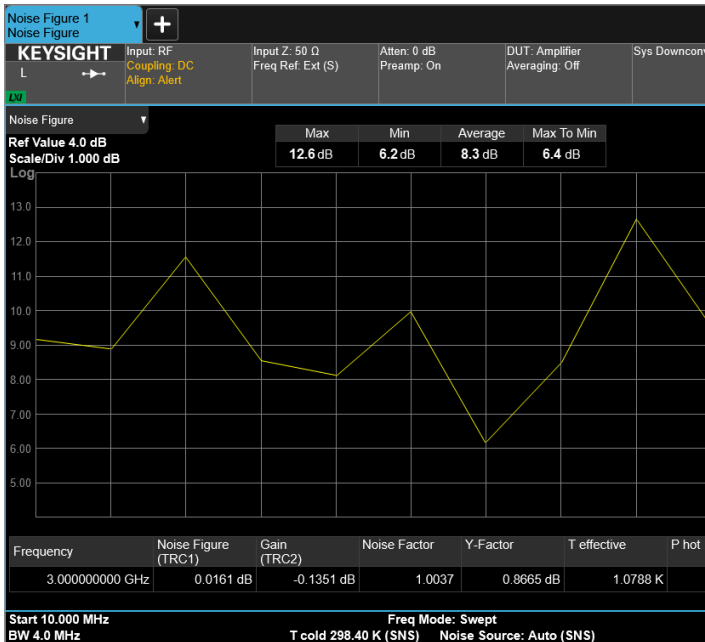 Noise Figure 1
Noise Figure
+
KEYSIGHT
L
LXI
Input: RF
Coupling: DC
Align: Alert
Input Z: 50 Ω
Freq Ref: Ext (S)
Atten: 0 dB
Preamp: On
DUT: Amplifier
Averaging: Off
Sys Downconv
Noise Figure
Ref Value 4.0 dB
Scale/Div 1.000 dB
Log
Max Min Average Max To Min
12.6 dB 6.2 dB 8.3 dB 6.4 dB
13.0
12.0
11.0
10.0
9.00
8.00
7.00
6.00
5.00
Frequency Noise Figure (TRC1) Gain (TRC2) Noise Factor Y-Factor T effective P hot
3.000000000 GHz 0.0161 dB -0.1351 dB 1.0037 0.8665 dB 1.0788 K
Start 10.000 MHz Freq Mode: Swept
BW 4.0 MHz T cold 298.40 K (SNS) Noise Source: Auto (SNS)